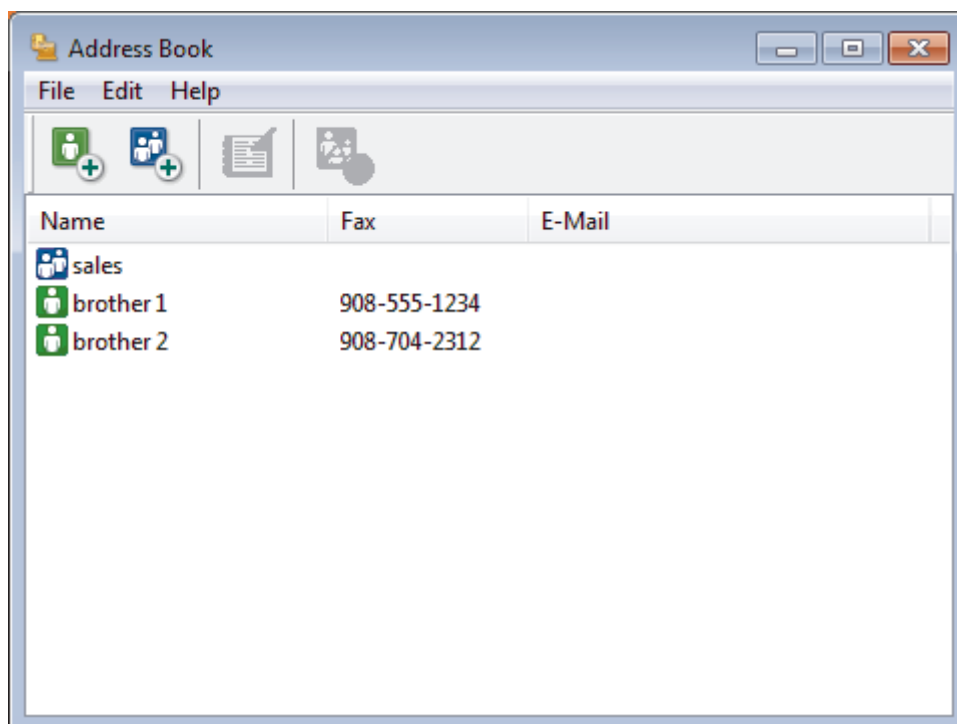 Address Book
File Edit Help
Name Fax E-Mail
sales
brother 1 908-555-1234
brother 2 908-704-2312